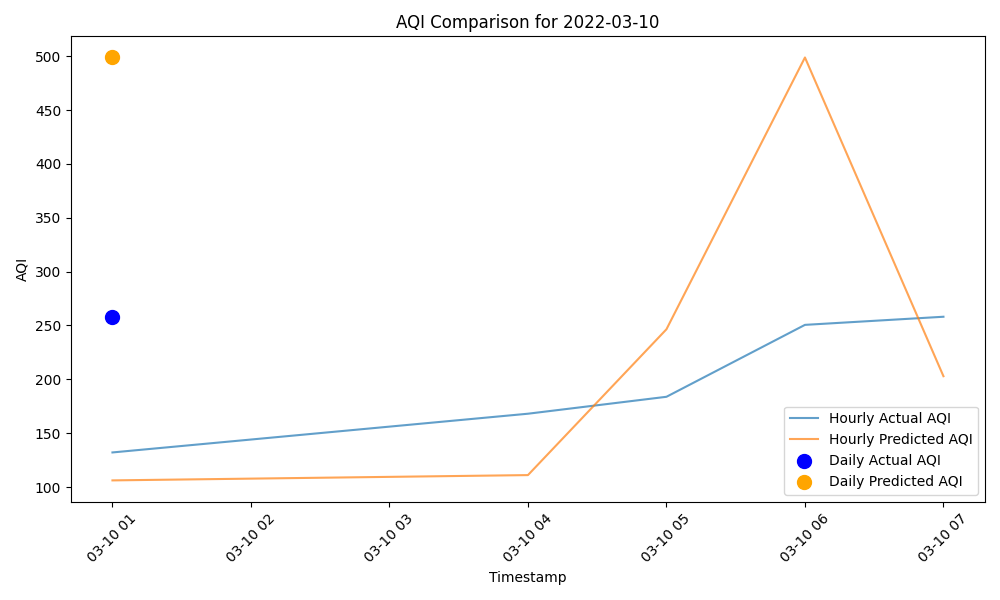 AQI Comparison for 2022-03-10
AQI
500
450
400
350
300
250
200
150
100
03-10 01
03-10 02
03-10 03
03-10 04
03-10 05
03-10 06
03-10 07
Timestamp
Hourly Actual AQI
Hourly Predicted AQI
Daily Actual AQI
Daily Predicted AQI